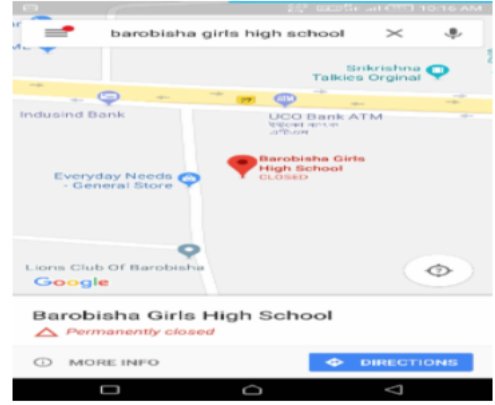 10:16 AM
barobisha girls high school
Srikrishna
Talkies Orginal
Indusind Bank
UCO Bank ATM
Barobisha Girls
High School
CLOSED
Everyday Needs
- General Store
Lions Club Of Barobisha
Google
Barobisha Girls High School
Permanently closed
MORE INFO
DIRECTIONS